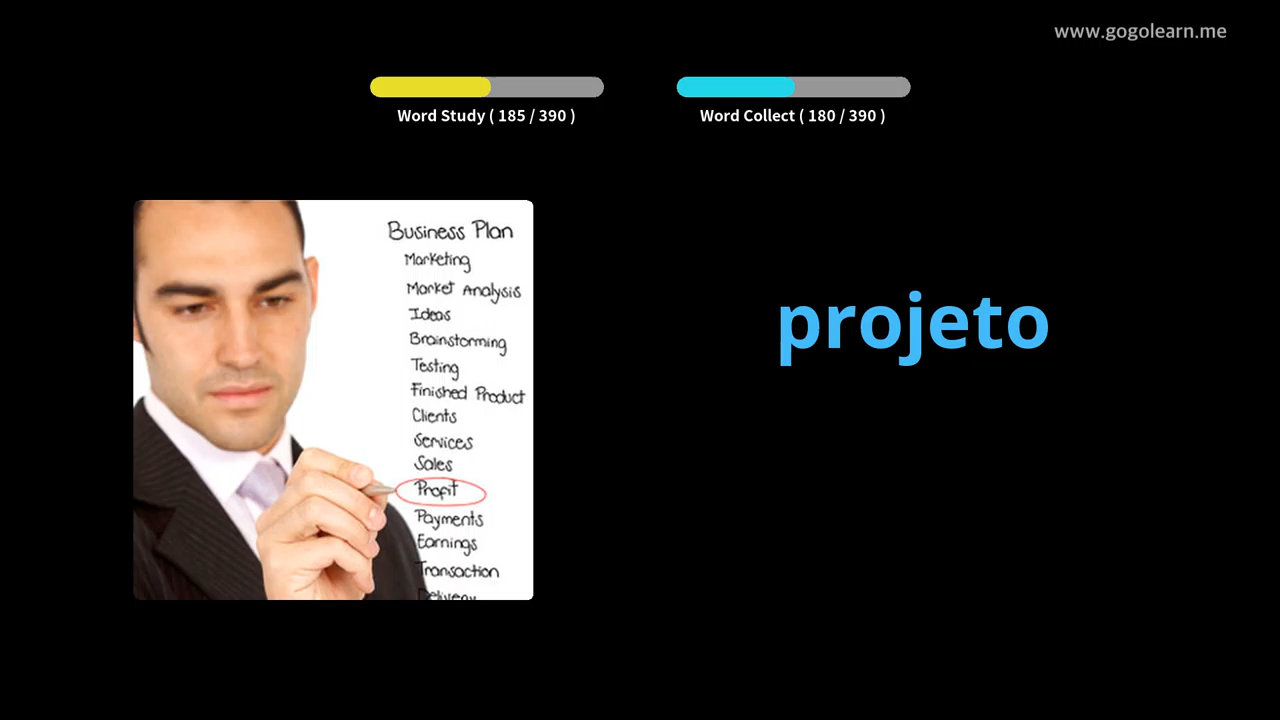 www.gogolearn.me
Word Study ( 185 / 390 )
Word Collect ( 180 / 390 )
Business Plan
Marketing
Market Analysis
Ideas
Brainstorming
Testing
Finished Product
Clients
Services
Sales
Profit
Payments
Earnings
Transaction
Delivery
projeto